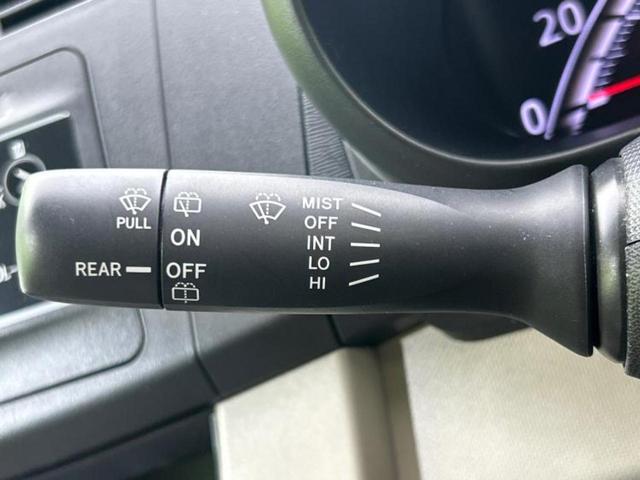 PULL
REAR
ON
OFF
MIST
OFF
INT
LO
HI
20
0